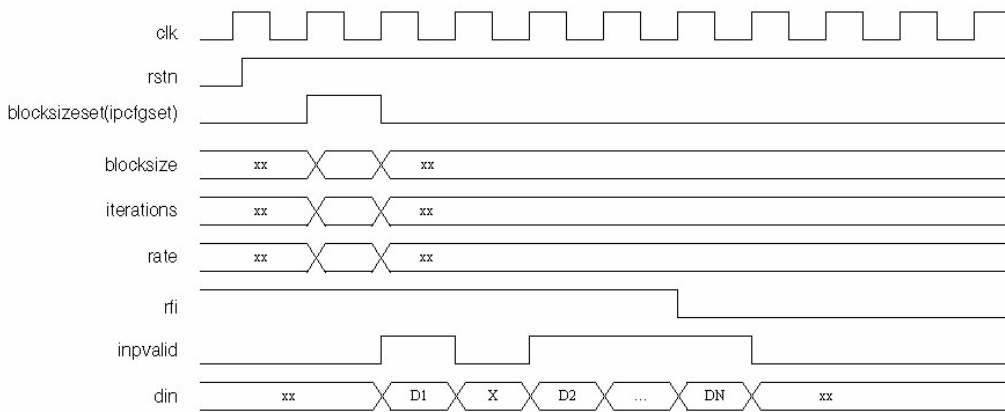 clk
rstn
blocksizeset(ipcfgset)
blocksize xx xx
iterations xx xx
rate xx xx
rfi
inpvalid
din xx D1 X D2 ... DN xx